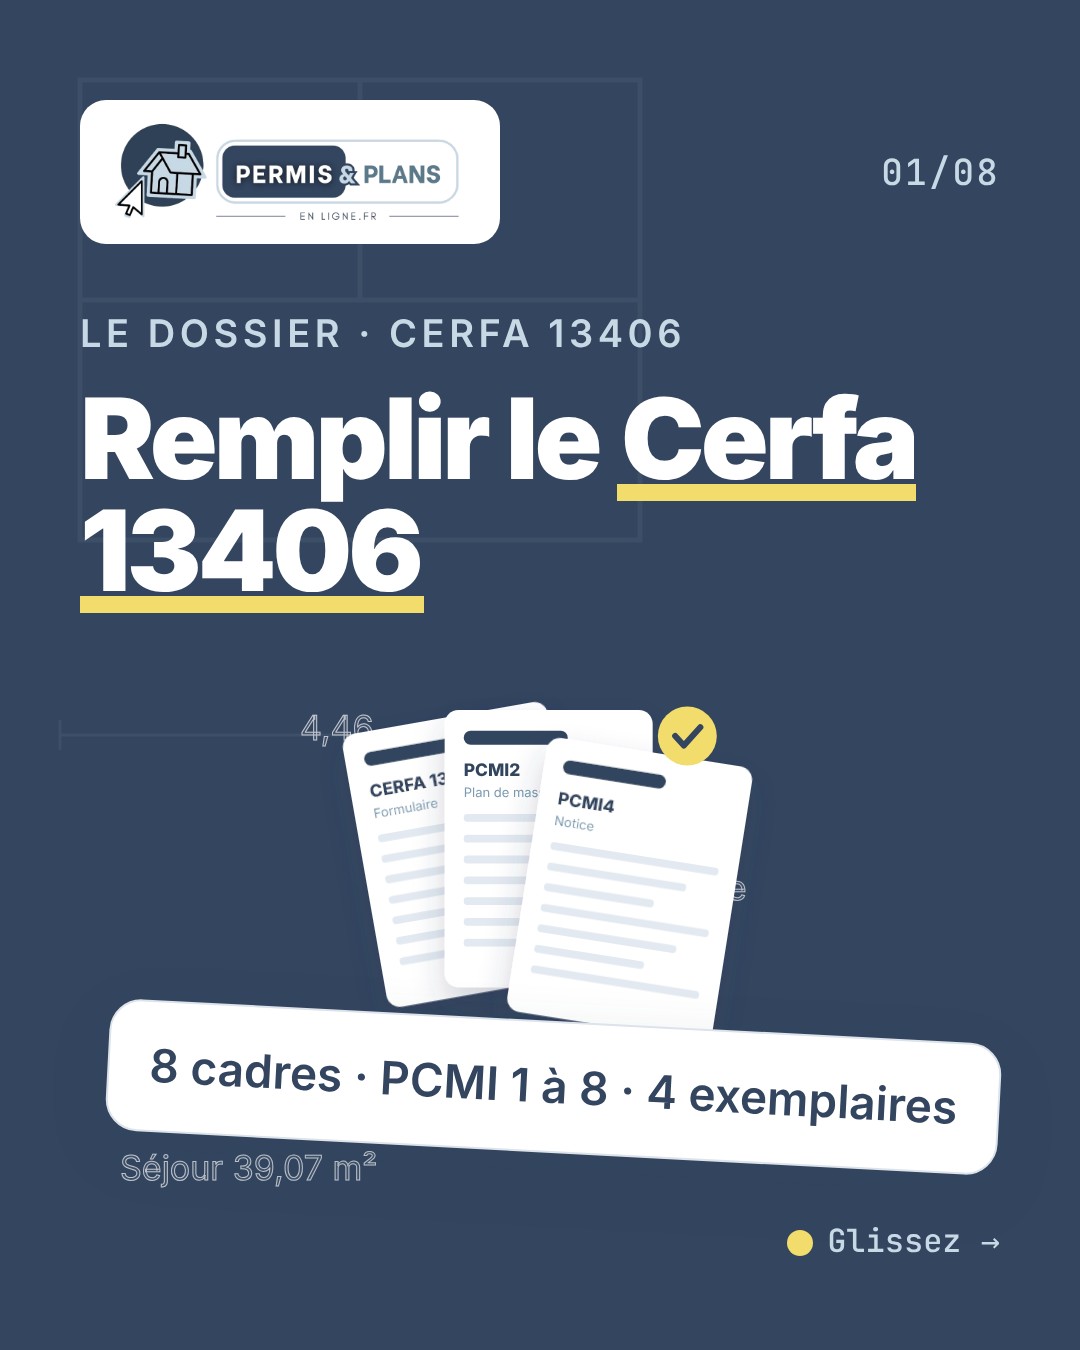 PERMIS & PLANS
EN LIGNE.FR
01/08
LE DOSSIER · CERFA 13406
Remplir le Cerfa
13406
4,46
CERFA 13
Formulaire
PCMI2
Plan de mas
PCMI4
Notice
e
8 cadres · PCMI 1 à 8 · 4 exemplaires
Séjour 39,07 m²
Glissez →